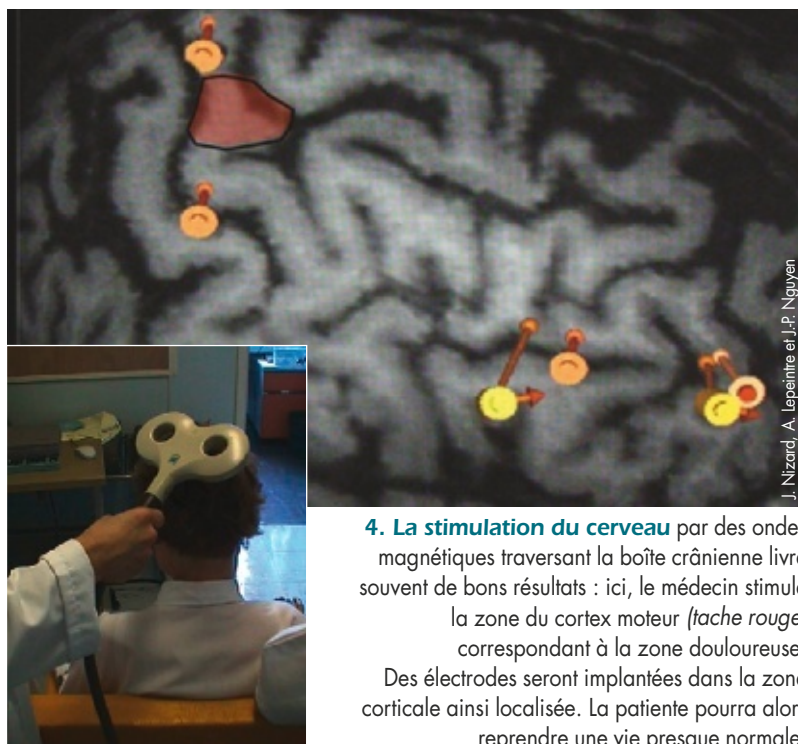 J. Nizard, A. Lepeintre et J.-P. Nguyen
4. La stimulation du cerveau par des onde
magnétiques traversant la boîte crânienne livr
souvent de bons résultats : ici, le médecin stimul
la zone du cortex moteur (tache rouge
correspondant à la zone douloureuse
Des électrodes seront implantées dans la zon
corticale ainsi localisée. La patiente pourra alor
reprendre une vie presque normale